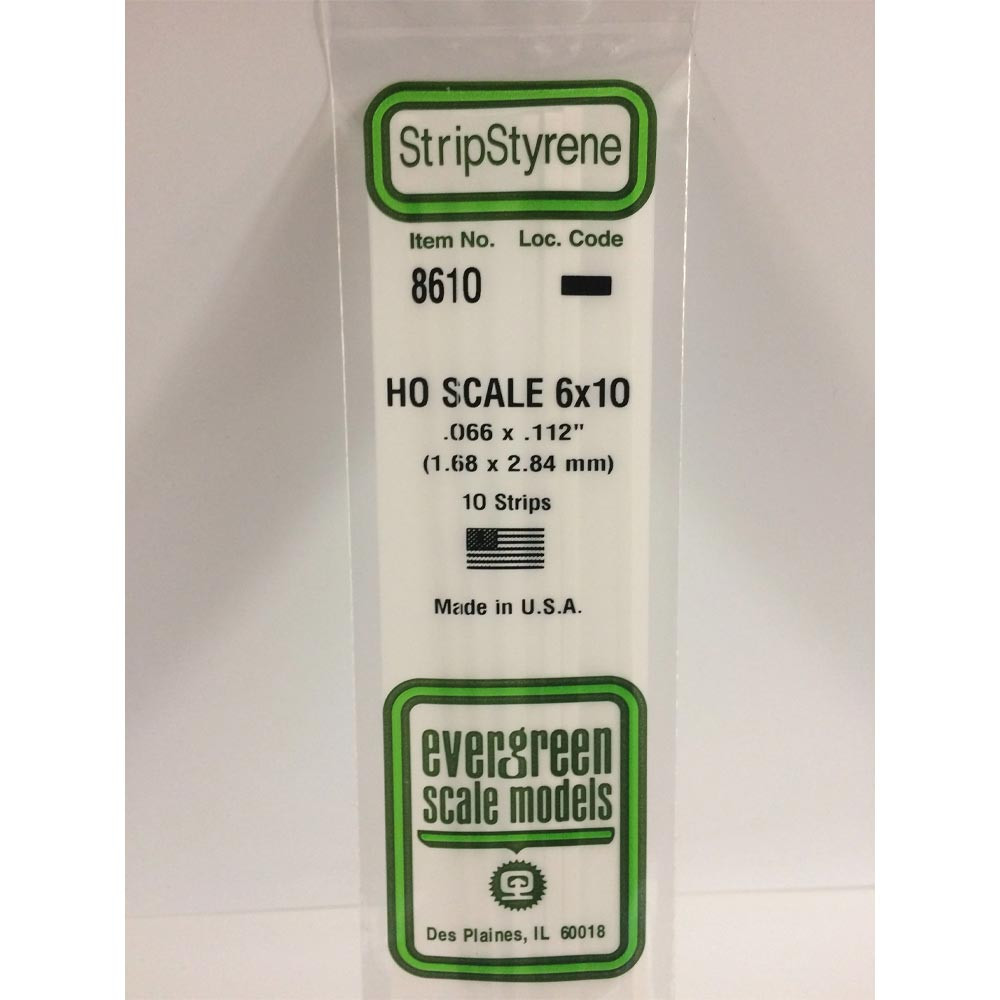 StripStyrene
Item No. Loc. Code
8610
HO SCALE 6x10
.066 x .112"
(1.68 x 2.84 mm)
10 Strips
Made in U.S.A.
evergreen
scale models
Des Plaines, IL 60018